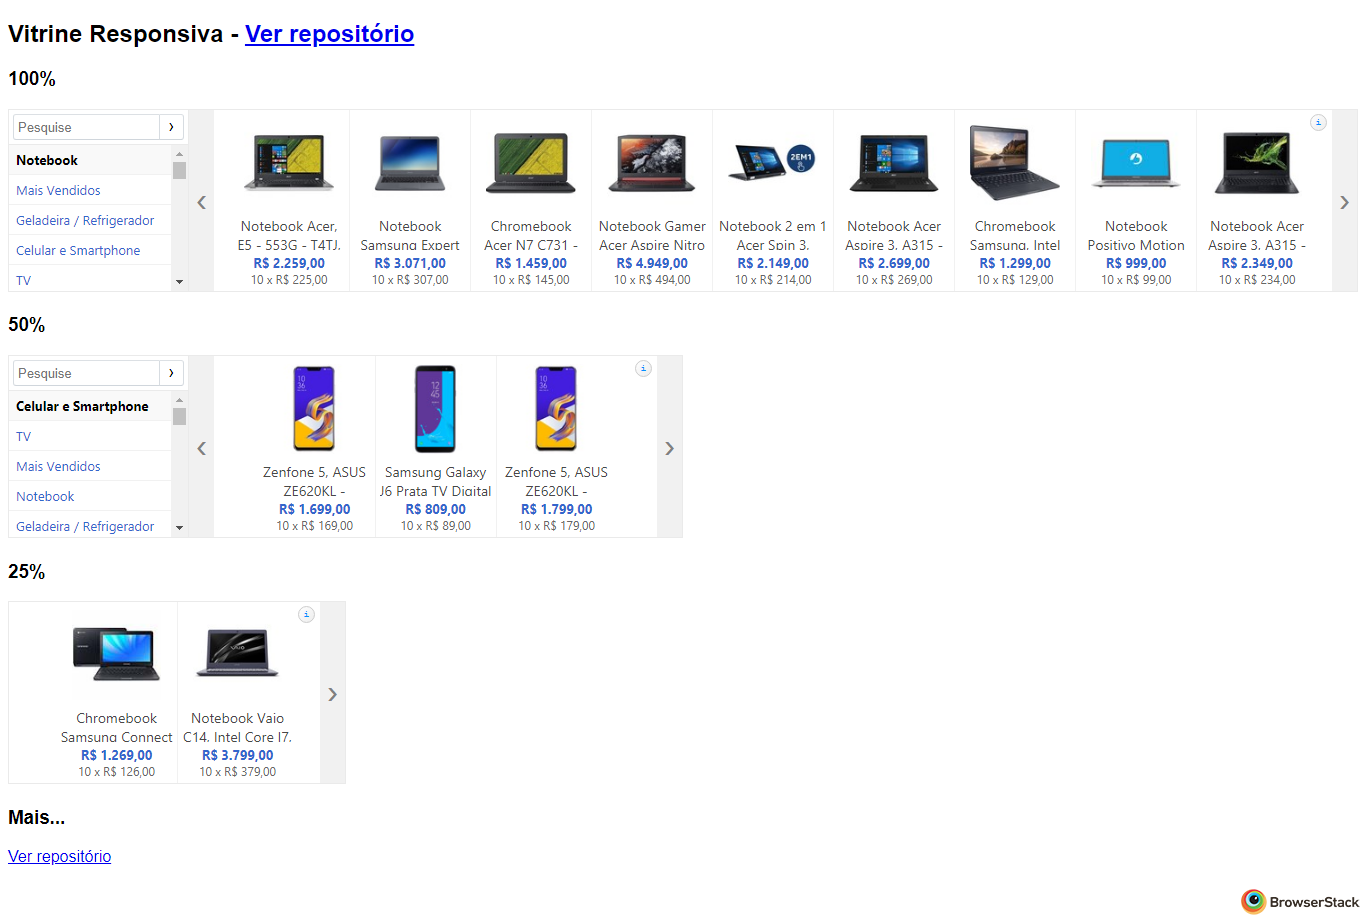 Vitrine Responsiva - Ver repositório
100%
Pesquise
Notebook
Mais Vendidos
Geladeira / Refrigerador
Celular e Smartphone
TV
Notebook Acer,
E5 - 553G - T4TJ,
R$ 2.259,00
10 x R$ 225,00
Notebook
Samsung Expert
R$ 3.071,00
10 x R$ 307,00
Chromebook
Acer N7 C731 -
R$ 1.459,00
10 x R$ 145,00
Notebook Gamer
Acer Aspire Nitro
R$ 4.949,00
10 x R$ 494,00
2EM1
Notebook 2 em 1
Acer Spin 3,
R$ 2.149,00
10 x R$ 214,00
Notebook Acer
Aspire 3, A315 -
R$ 2.699,00
10 x R$ 269,00
Chromebook
Samsung, Intel
R$ 1.299,00
10 x R$ 129,00
Notebook
Positivo Motion
R$ 999,00
10 x R$ 99,00
Notebook Acer
Aspire 3, A315 -
R$ 2.349,00
10 x R$ 234,00
50%
Pesquise
Celular e Smartphone
TV
Mais Vendidos
Notebook
Geladeira / Refrigerador
Zenfone 5, ASUS
ZE620KL -
R$ 1.699,00
10 x R$ 169,00
Samsung Galaxy
J6 Prata TV Digital
R$ 809,00
10 x R$ 89,00
Zenfone 5, ASUS
ZE620KL -
R$ 1.799,00
10 x R$ 179,00
25%
Chromebook
Samsung Connect
R$ 1.269,00
10 x R$ 126,00
Notebook Vaio
C14, Intel Core I7,
R$ 3.799,00
10 x R$ 379,00
Mais...
Ver repositório
BrowserStack